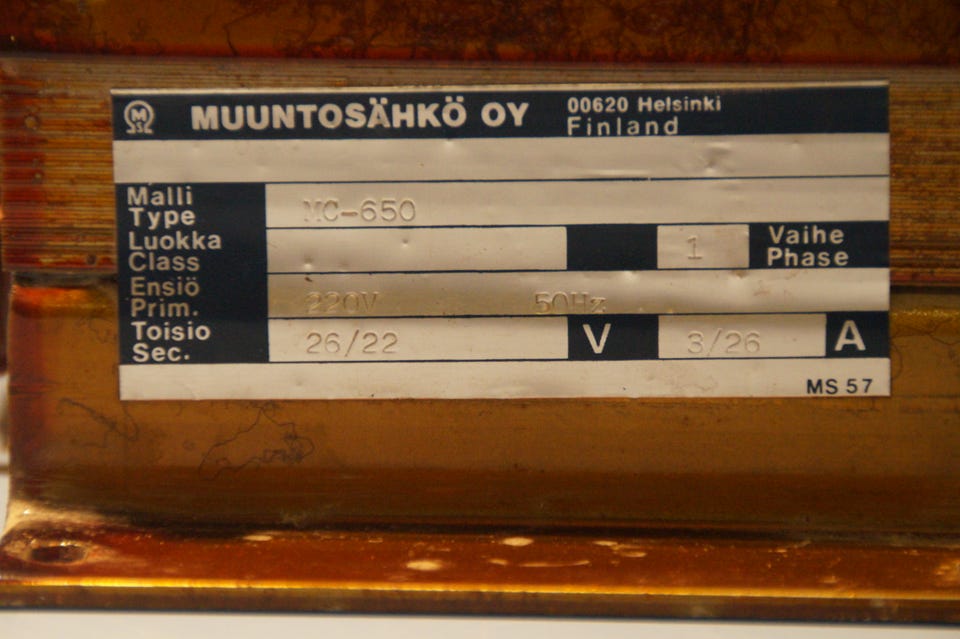 M
S
MUUNTOSÄHKÖ OY
00620 Helsinki
Finland
Malli
Type
MC-650
Luokka
Class
1
Vaihe
Phase
Ensiö
Prim.
220V 50Hz
Toisio
Sec.
26/22 V 3/26 A
MS 57